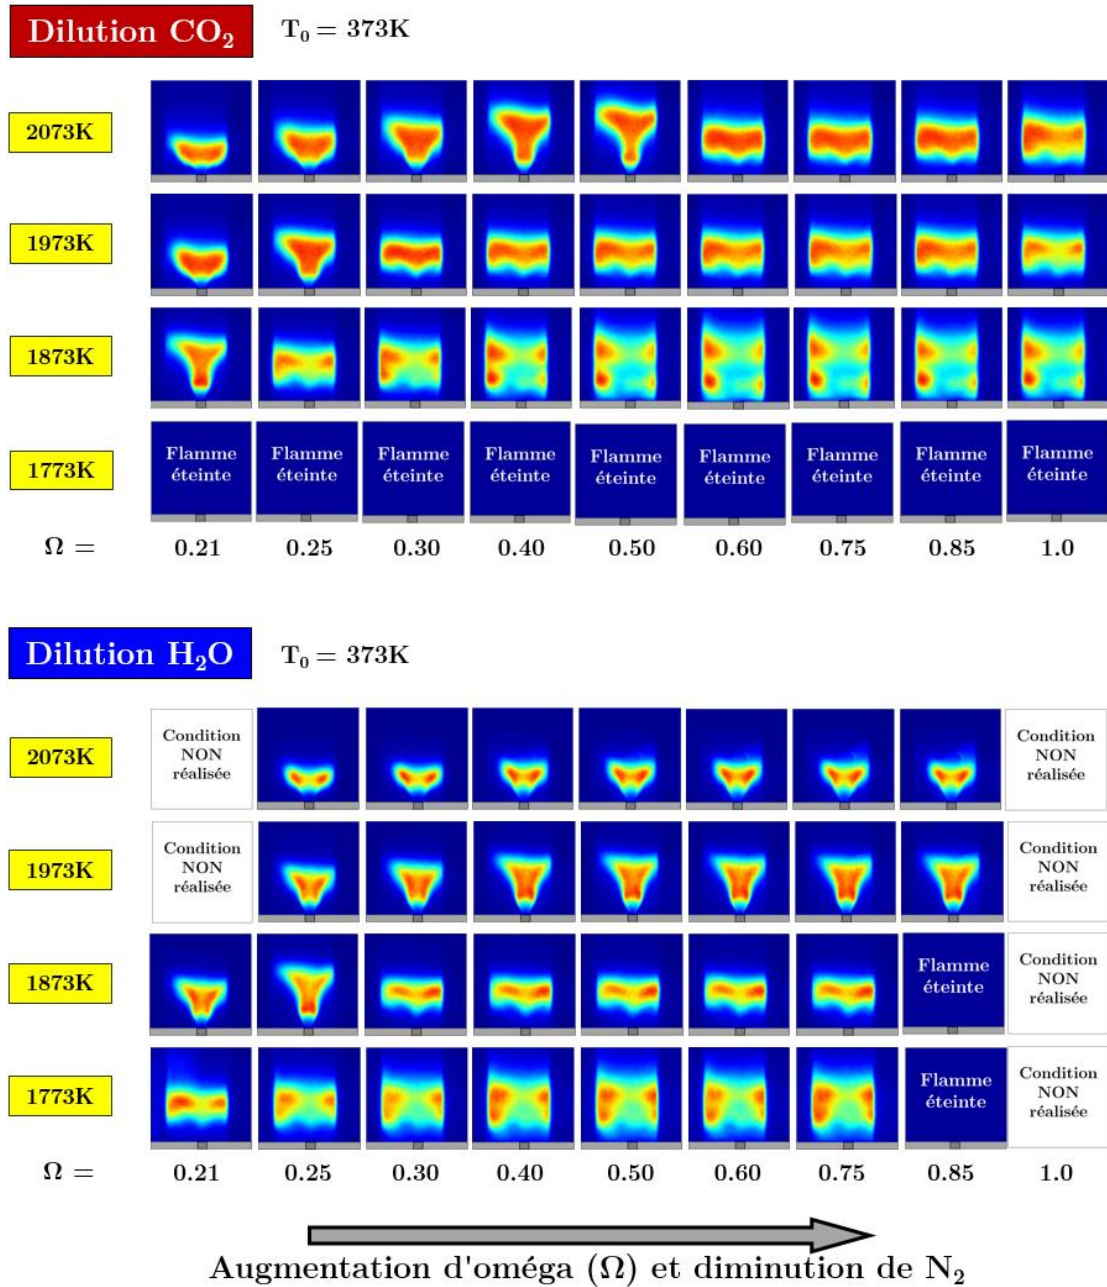 Dilution CO₂ T₀ = 373K
2073K
1973K
1873K
1773K Flamme éteinte Flamme éteinte Flamme éteinte Flamme éteinte Flamme éteinte Flamme éteinte Flamme éteinte Flamme éteinte Flamme éteinte
Ω = 0.21 0.25 0.30 0.40 0.50 0.60 0.75 0.85 1.0
Dilution H₂O T₀ = 373K
2073K Condition NON réalisée Condition NON réalisée
1973K Condition NON réalisée Condition NON réalisée
1873K Flamme éteinte Condition NON réalisée
1773K Flamme éteinte Condition NON réalisée
Ω = 0.21 0.25 0.30 0.40 0.50 0.60 0.75 0.85 1.0
Augmentation d'oméga (Ω) et diminution de N₂